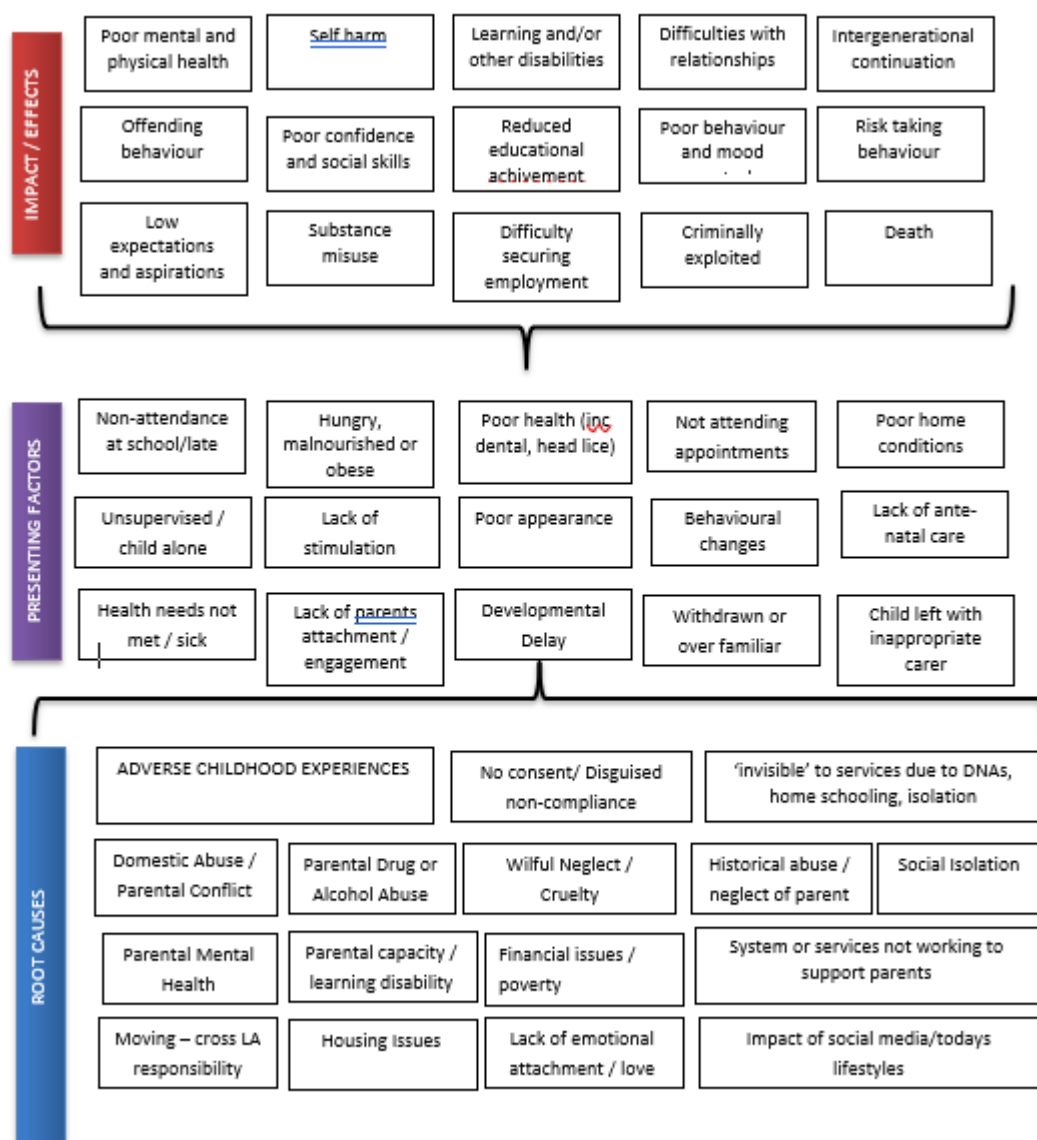 IMPACT / EFFECTS
Poor mental and
physical health
Self harm
Learning and/or
other disabilities
Difficulties with
relationships
Intergenerational
continuation
Offending
behaviour
Poor confidence
and social skills
Reduced
educational
achivement
Poor behaviour
and mood
Risk taking
behaviour
Low
expectations
and aspirations
Substance
misuse
Difficulty
securing
employment
Criminally
exploited
Death
PRESENTING FACTORS
Non-attendance
at school/late
Hungry,
malnourished or
obese
Poor health (inc
dental, head lice)
Not attending
appointments
Poor home
conditions
Unsupervised /
child alone
Lack of
stimulation
Poor appearance
Behavioural
changes
Lack of ante-
natal care
Health needs not
met / sick
Lack of parents
attachment /
engagement
Developmental
Delay
Withdrawn or
over familiar
Child left with
inappropriate
carer
ROOT CAUSES
ADVERSE CHILDHOOD EXPERIENCES
No consent/ Disguised
non-compliance
‘invisible’ to services due to DNAs,
home schooling, isolation
Domestic Abuse /
Parental Conflict
Parental Drug or
Alcohol Abuse
Wilful Neglect /
Cruelty
Historical abuse /
neglect of parent
Social Isolation
Parental Mental
Health
Parental capacity /
learning disability
Financial issues /
poverty
System or services not working to
support parents
Moving – cross LA
responsibility
Housing Issues
Lack of emotional
attachment / love
Impact of social media/todays
lifestyles